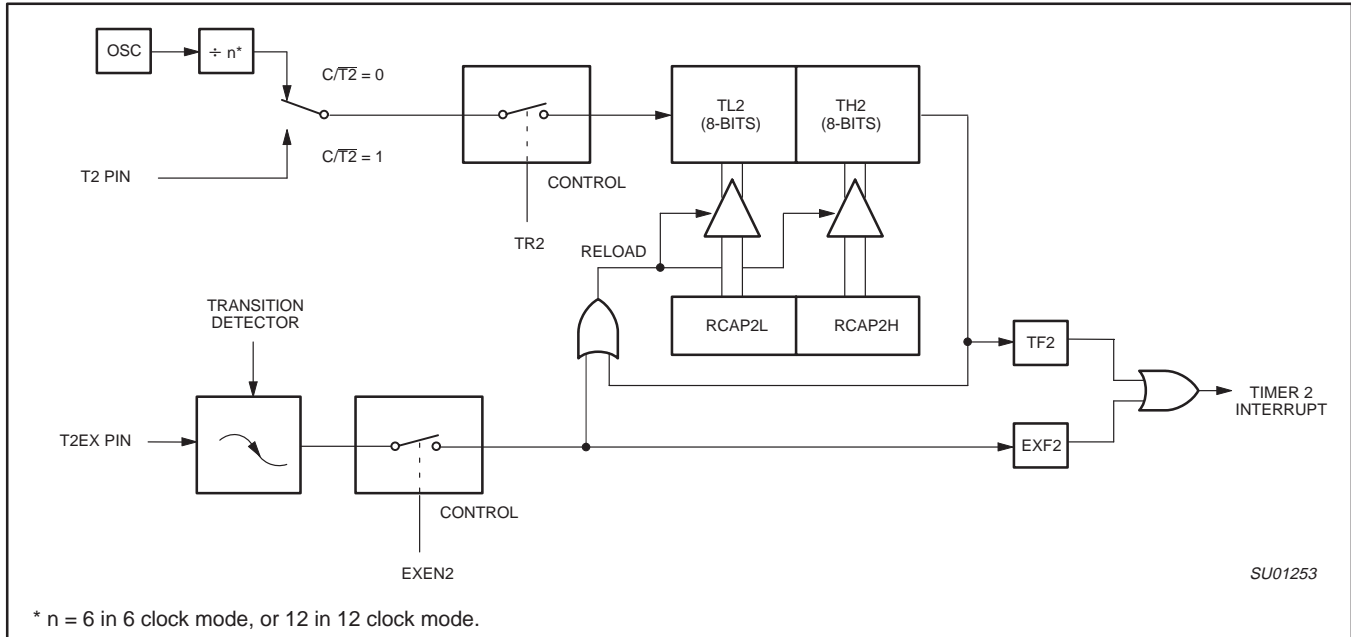 OSC
÷ n*
C/T2 = 0
C/T2 = 1
T2 PIN
CONTROL
TR2
TL2
(8-BITS)
TH2
(8-BITS)
RELOAD
RCAP2L
RCAP2H
TRANSITION
DETECTOR
T2EX PIN
CONTROL
EXEN2
TF2
EXF2
TIMER 2
INTERRUPT
SU01253
* n = 6 in 6 clock mode, or 12 in 12 clock mode.